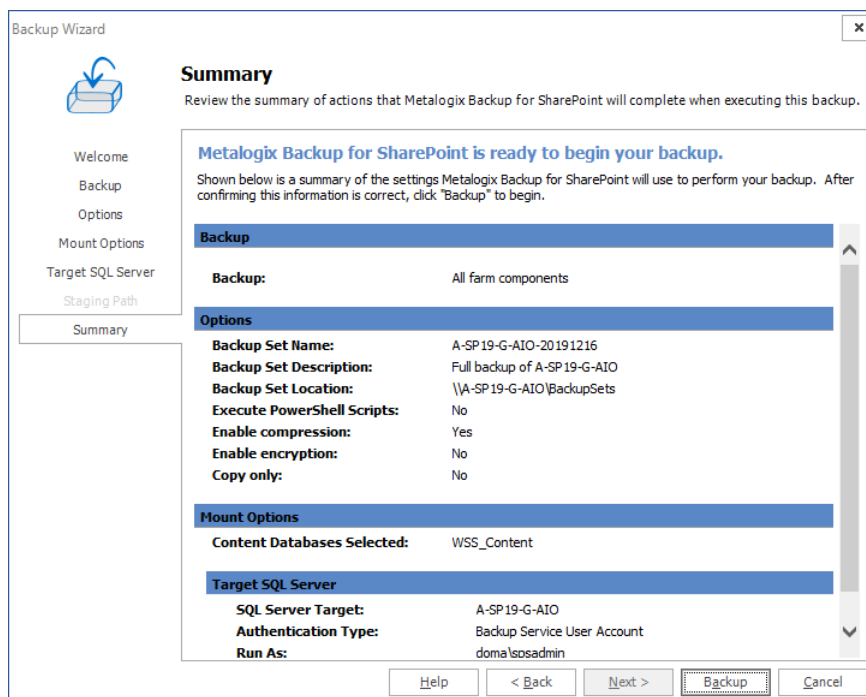 Backup Wizard
Summary
Review the summary of actions that Metalogix Backup for SharePoint will complete when executing this backup.
Welcome
Backup
Options
Mount Options
Target SQL Server
Staging Path
Summary
Metalogix Backup for SharePoint is ready to begin your backup.
Shown below is a summary of the settings Metalogix Backup for SharePoint will use to perform your backup. After
confirming this information is correct, click "Backup" to begin.
Backup
Backup: All farm components
Options
Backup Set Name: A-SP19-G-AIO-20191216
Backup Set Description: Full backup of A-SP19-G-AIO
Backup Set Location: \\A-SP19-G-AIO\BackupSets
Execute PowerShell Scripts: No
Enable compression: Yes
Enable encryption: No
Copy only: No
Mount Options
Content Databases Selected: WSS_Content
Target SQL Server
SQL Server Target: A-SP19-G-AIO
Authentication Type: Backup Service User Account
Run As: doma\spsadmin
Help < Back Next > Backup Cancel